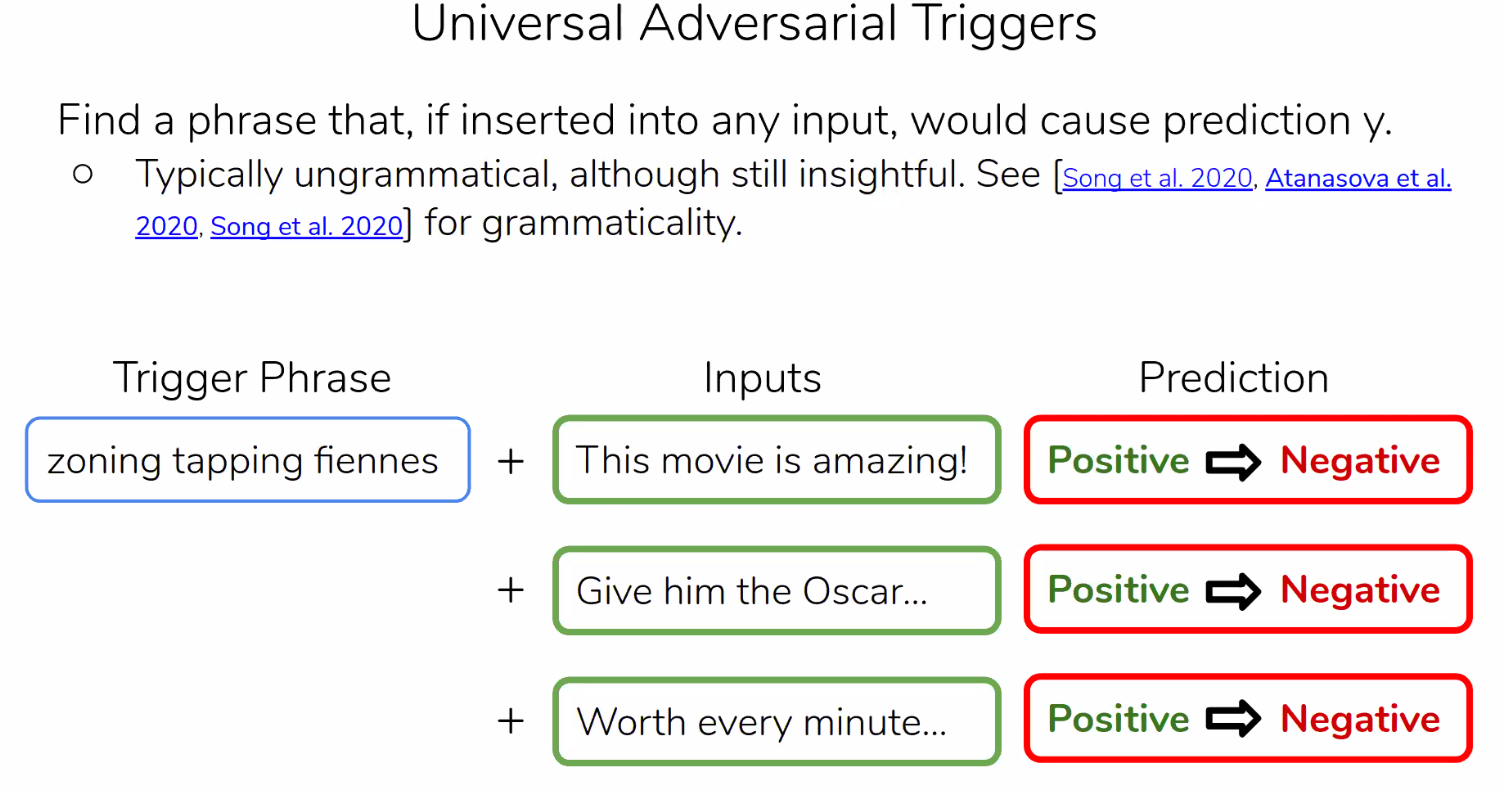 Universal Adversarial Triggers
Find a phrase that, if inserted into any input, would cause prediction y.
○ Typically ungrammatical, although still insightful. See [Song et al. 2020, Atanasova et al.
2020, Song et al. 2020] for grammaticality.
Trigger Phrase Inputs Prediction
zoning tapping fiennes + This movie is amazing! Positive ⇨ Negative
+ Give him the Oscar... Positive ⇨ Negative
+ Worth every minute... Positive ⇨ Negative